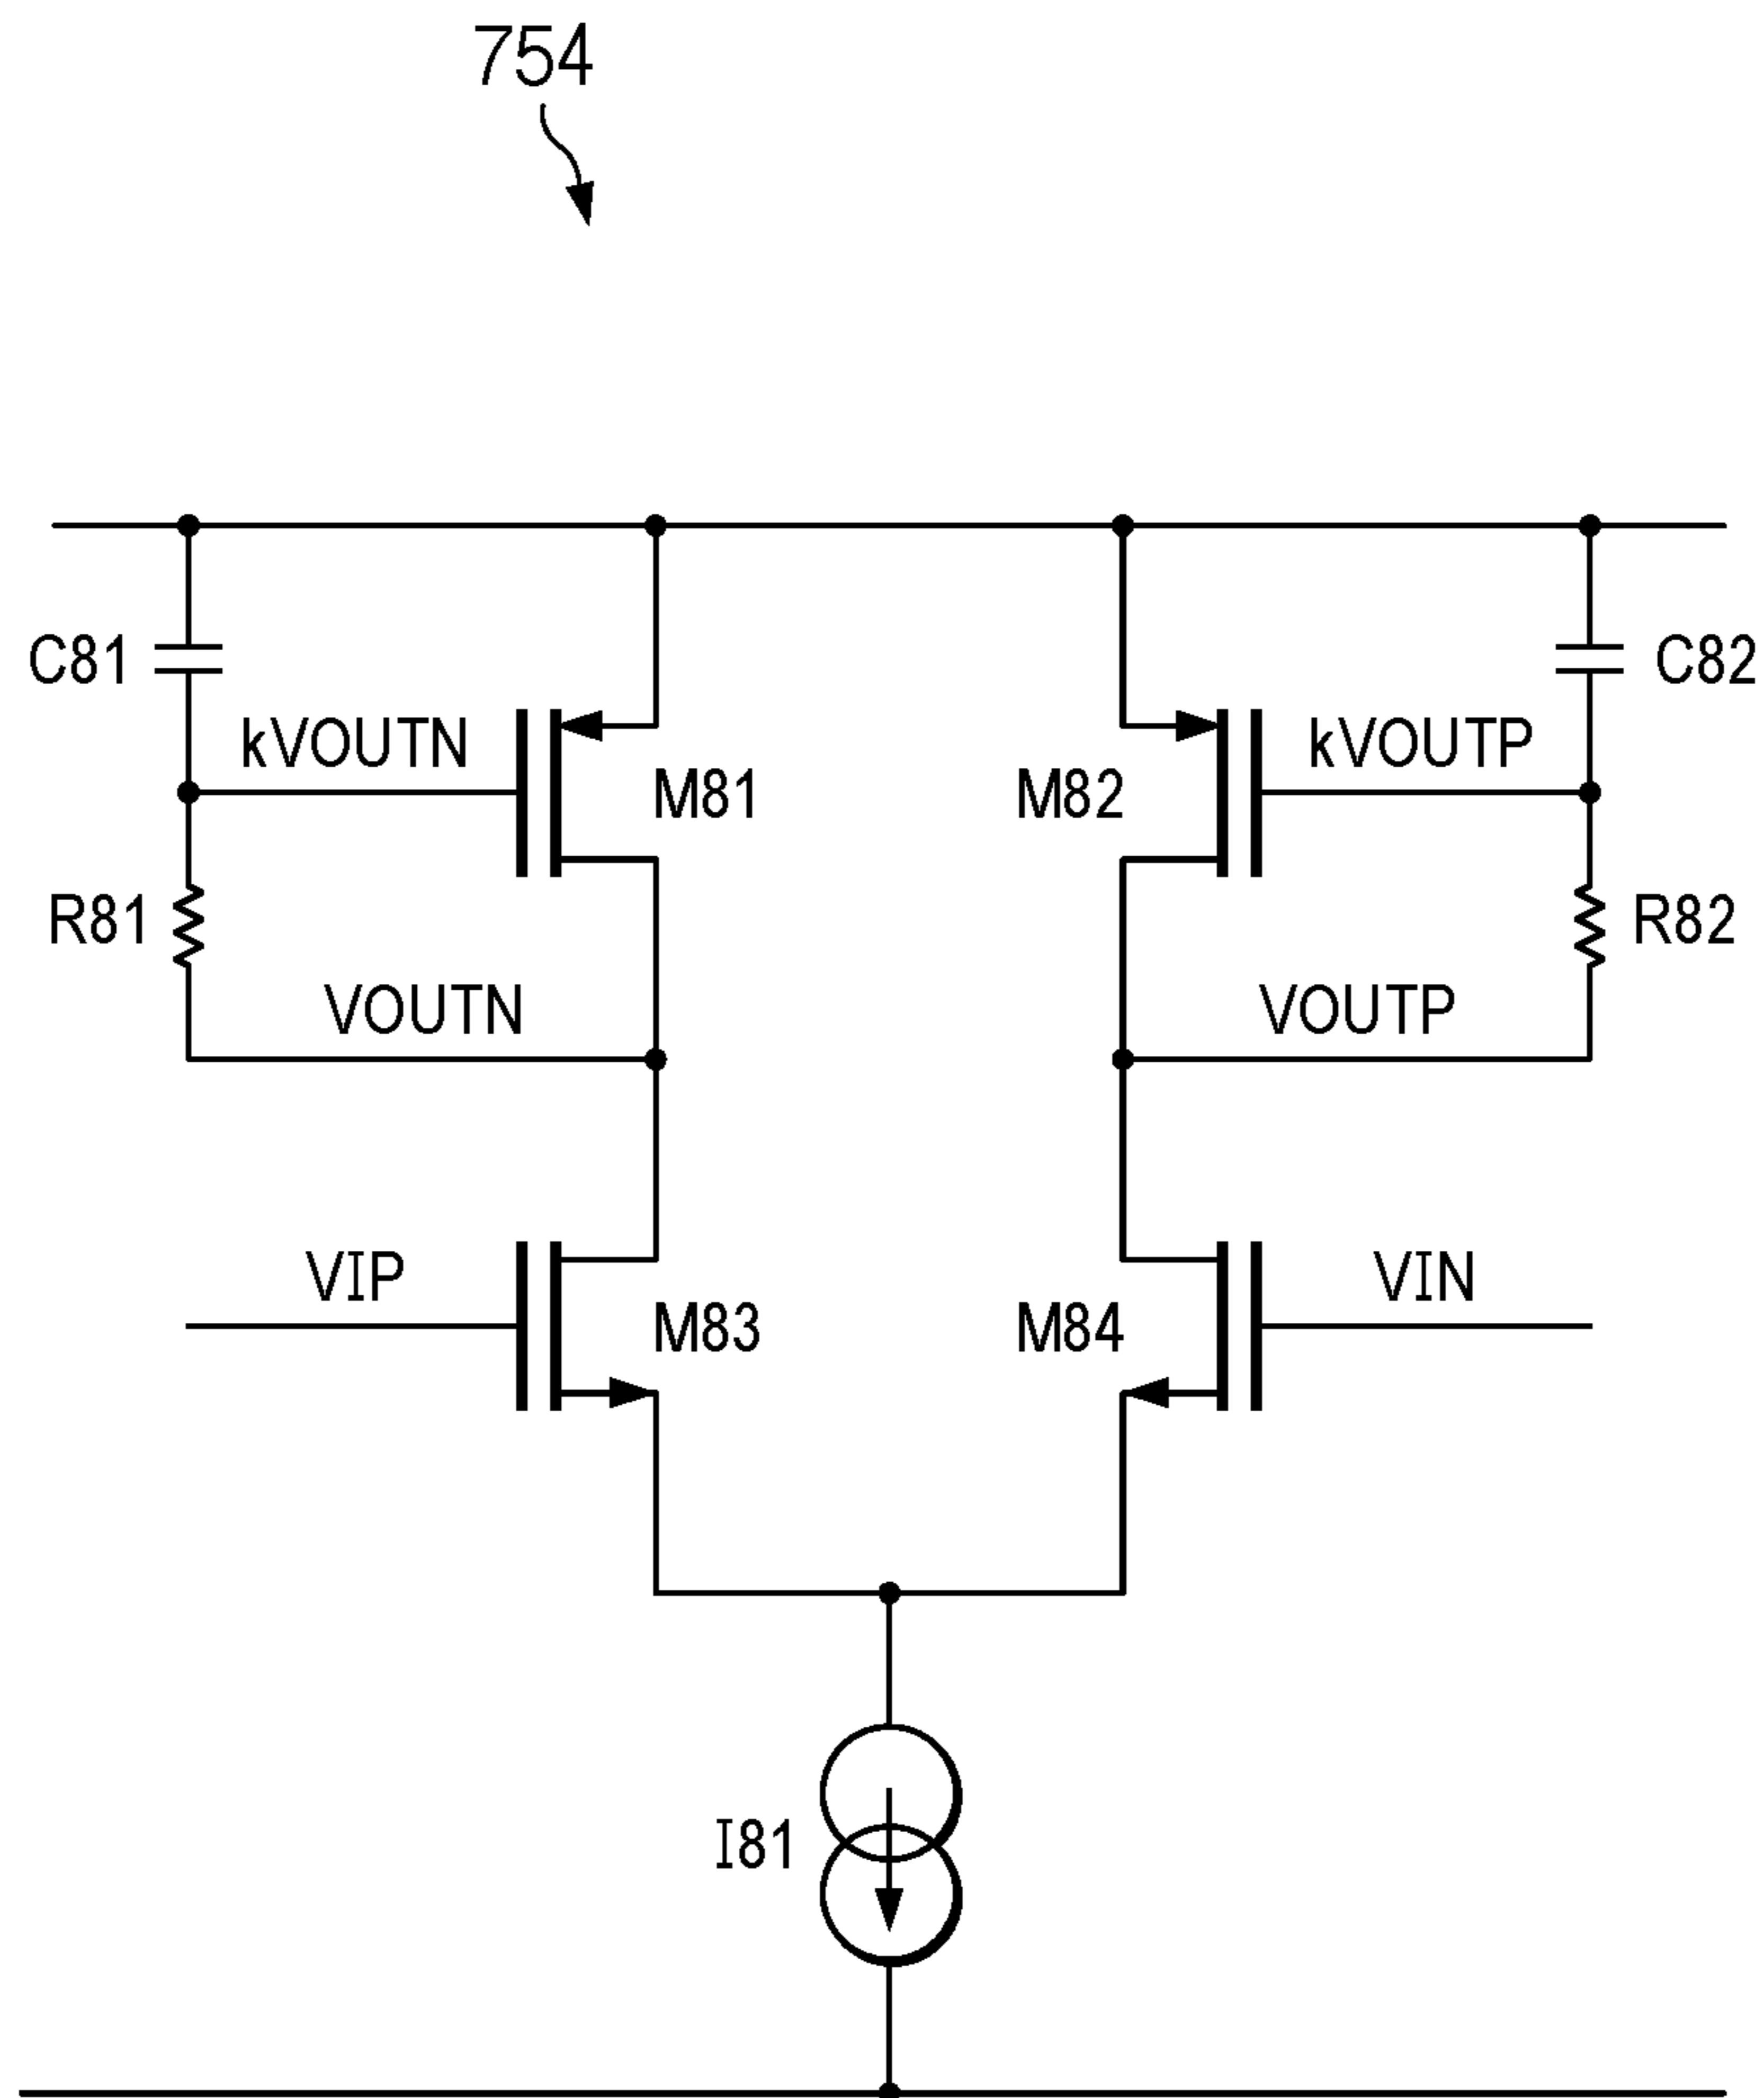 754
C81
C82
kVOUTN
kVOUTP
M81
M82
R81
R82
VOUTN
VOUTP
VIP
VIN
M83
M84
I81